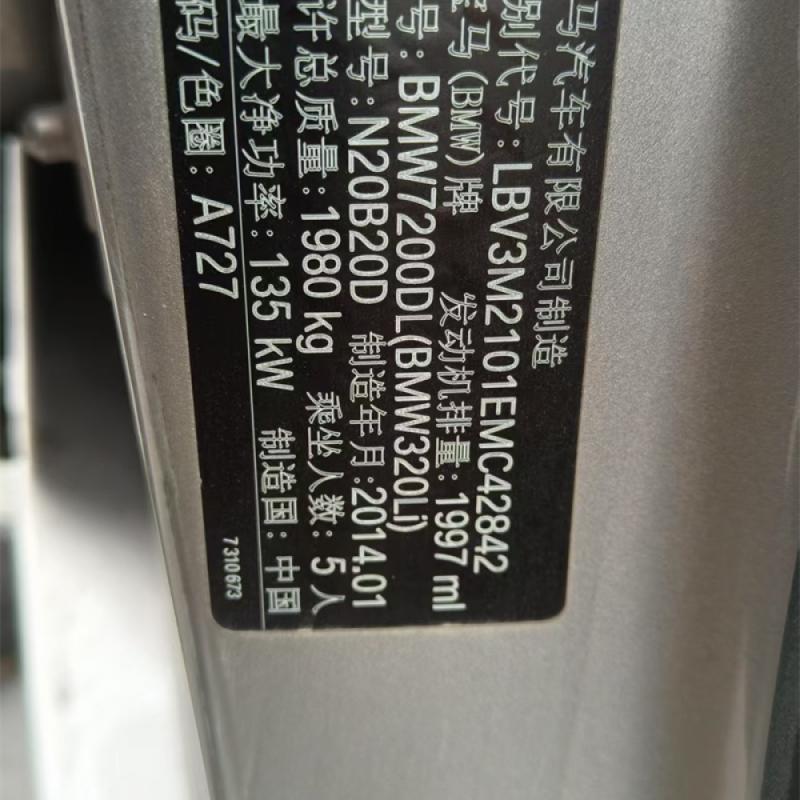 马汽车有限公司制造
别代号:LBV3M2101EMC42842
宝马(BMW)牌 发动机排量:1997 ml
号:BMW7200DL(BMW320Li)
型号:N20B20D 制造年月:2014.01
许总质量:1980 kg 乘坐人数:5人
最大净功率:135 kW 制造国:中国
码/色圈:A727
7 310 673